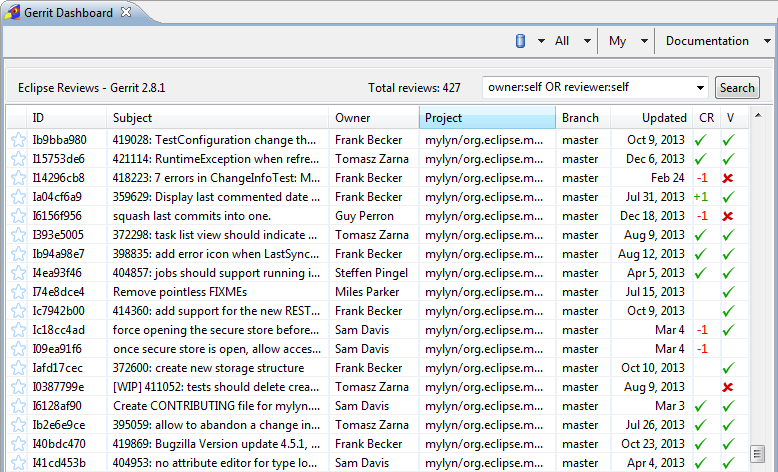 Gerrit Dashboard
All My Documentation
Eclipse Reviews - Gerrit 2.8.1 Total reviews: 427 owner:self OR reviewer:self Search
ID Subject Owner Project Branch Updated CR V
Ib9bba980 419028: TestConfiguration change th... Frank Becker mylyn/org.eclipse.m... master Oct 9, 2013
I15753de6 421114: RuntimeException when refre... Tomasz Zarna mylyn/org.eclipse.m... master Dec 6, 2013
I14296cb8 418223: 7 errors in ChangeInfoTest: M... Frank Becker mylyn/org.eclipse.m... master Feb 24 -1
Ia04cf6a9 359629: Display last commented date ... Frank Becker mylyn/org.eclipse.m... master Jul 31, 2013 +1
I6156f956 squash last commits into one. Guy Perron mylyn/org.eclipse.m... master Dec 18, 2013 -1
I393e5005 372298: task list view should indicate ... Tomasz Zarna mylyn/org.eclipse.m... master Aug 9, 2013
Ib94a98e7 398835: add error icon when LastSync... Frank Becker mylyn/org.eclipse.m... master Aug 12, 2013
I4ea93f46 404857: jobs should support running i... Steffen Pingel mylyn/org.eclipse.m... master Apr 5, 2013
I74e8dce4 Remove pointless FIXMEs Miles Parker mylyn/org.eclipse.m... master Jul 15, 2013
Ic7942b00 414360: add support for the new REST... Frank Becker mylyn/org.eclipse.m... master Oct 9, 2013
Ic18cc4ad force opening the secure store before... Sam Davis mylyn/org.eclipse.m... master Mar 4 -1
I09ea91f6 once secure store is open, allow acces... Sam Davis mylyn/org.eclipse.m... master Mar 4 -1
Iafd17cec 372600: create new storage structure Frank Becker mylyn/org.eclipse.m... master Oct 10, 2013
I0387799e [WIP] 411052: tests should delete crea... Tomasz Zarna mylyn/org.eclipse.m... master Aug 9, 2013
I6128af90 Create CONTRIBUTING file for mylyn.... Sam Davis mylyn/org.eclipse.m... master Mar 3
Ib2e6e9ce 395059: allow to abandon a change in... Tomasz Zarna mylyn/org.eclipse.m... master Jul 26, 2013
I40bdc470 419869: Bugzilla Version update 4.5.1, ... Frank Becker mylyn/org.eclipse.m... master Oct 23, 2013
I41cd453b 404953: no attribute editor for type lo... Frank Becker mylyn/org.eclipse.m... master Apr 4, 2013